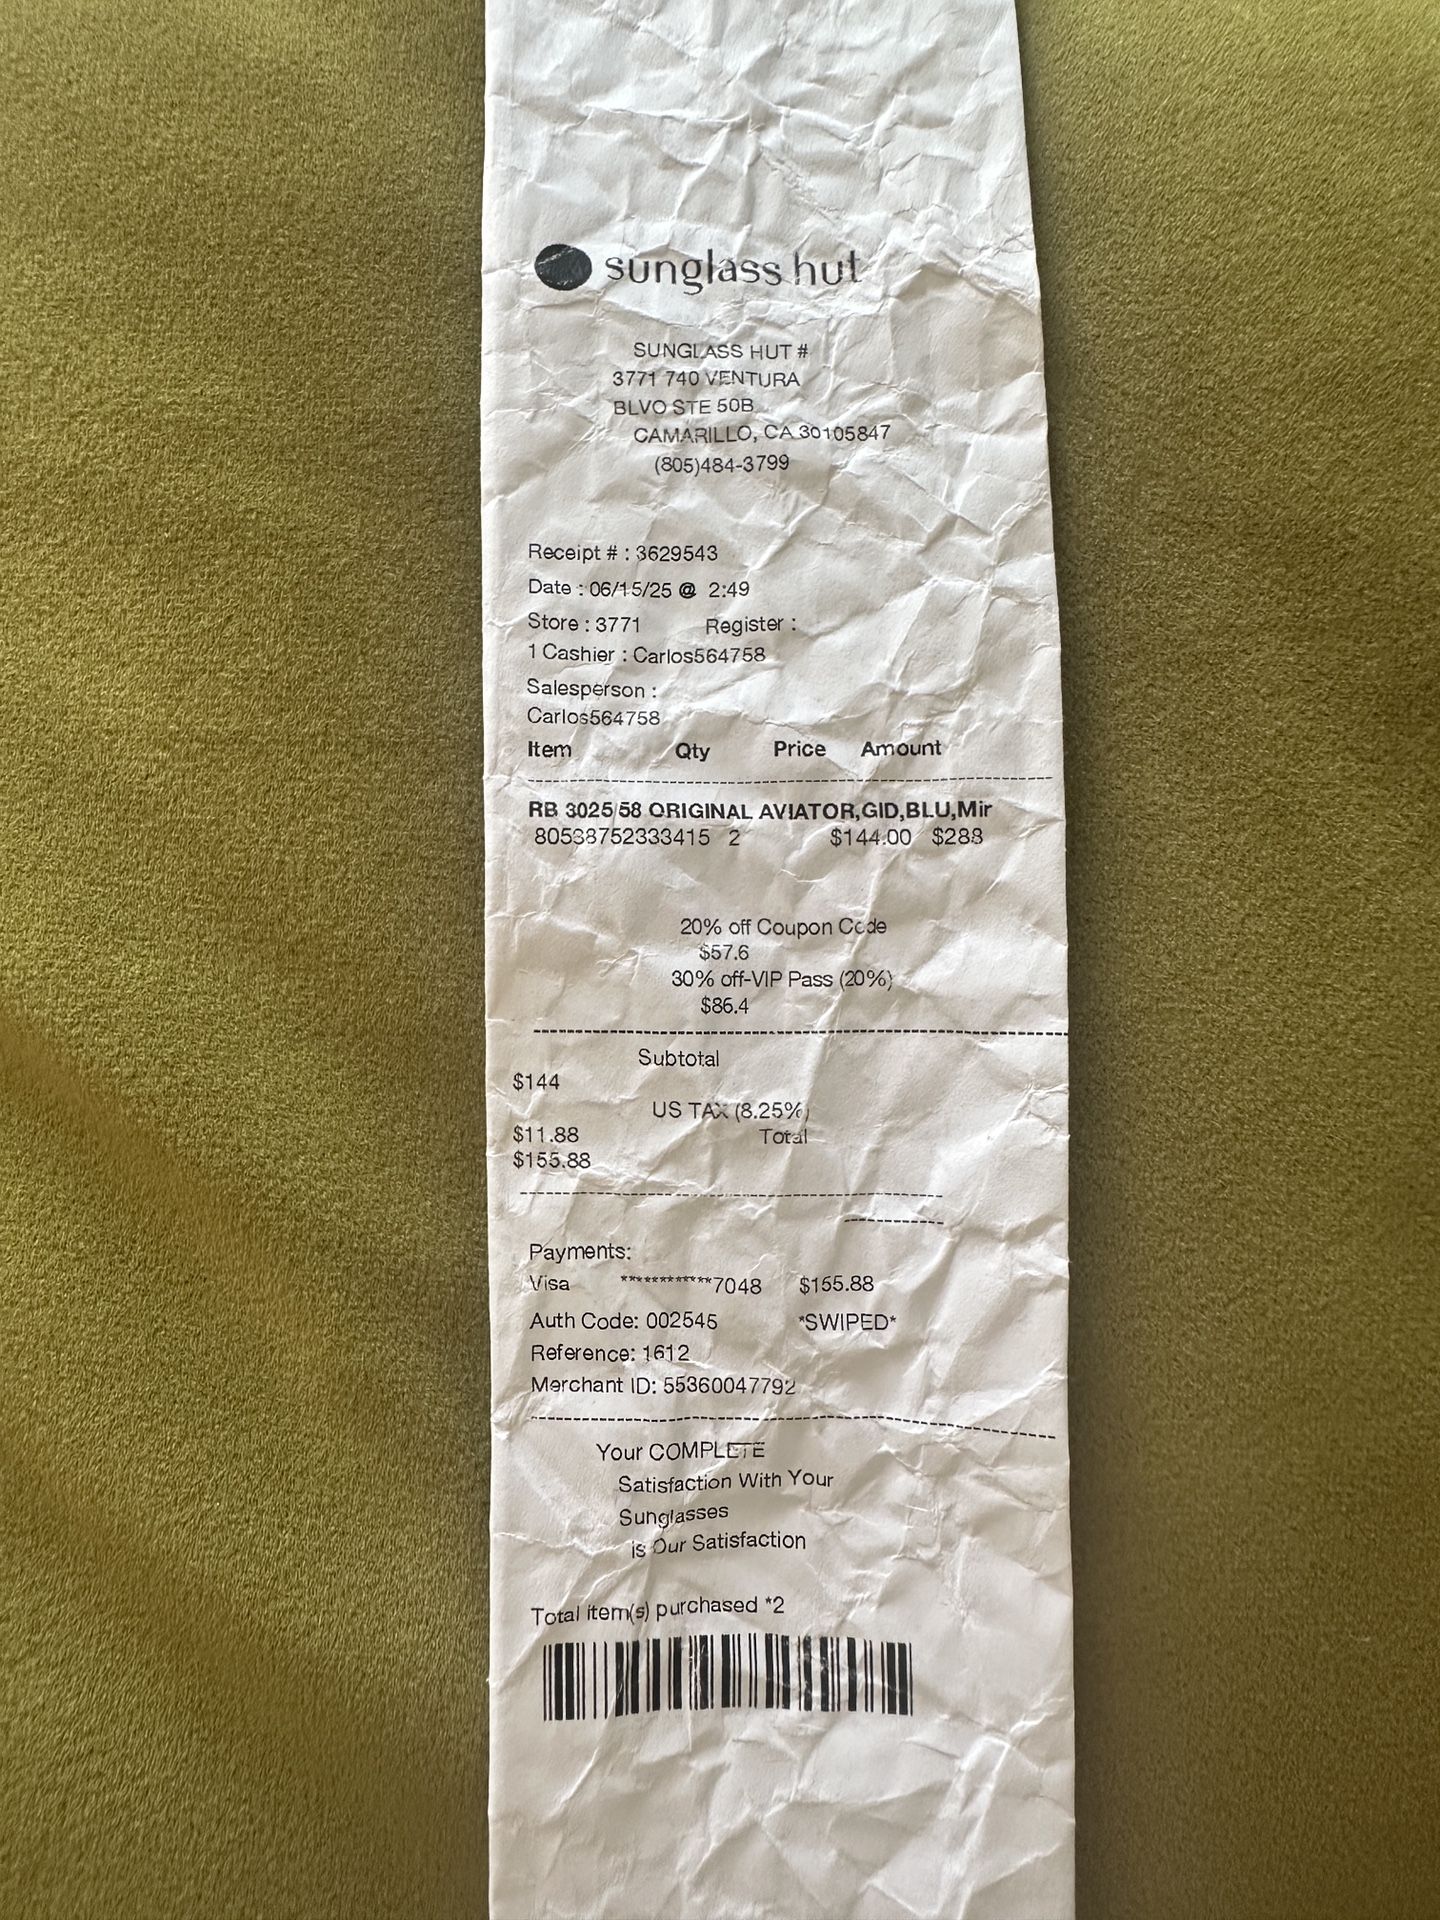 sunglass hut
SUNGLASS HUT #
3771 740 VENTURA
BLVO STE 50B
CAMARILLO, CA 30105847
(805)484-3799
Receipt # : 3629543
Date : 06/15/25 @ 2:49
Store : 3771 Register :
1 Cashier : Carlos564758
Salesperson :
Carlos564758
Item Qty Price Amount
RB 3025/58 ORIGINAL AVIATOR,GID,BLU,Mir
80538752333415 2 $144.00 $288
20% off Coupon Code
$57.6
30% off-VIP Pass (20%)
$86.4
Subtotal
$144
US TAX (8.25%)
$11.88 Total
$155.88
Payments:
Visa ************7048 $155.88
Auth Code: 002545 *SWIPED*
Reference: 1612
Merchant ID: 55360047792
Your COMPLETE
Satisfaction With Your
Sunglasses
is Our Satisfaction
Total item(s) purchased *2